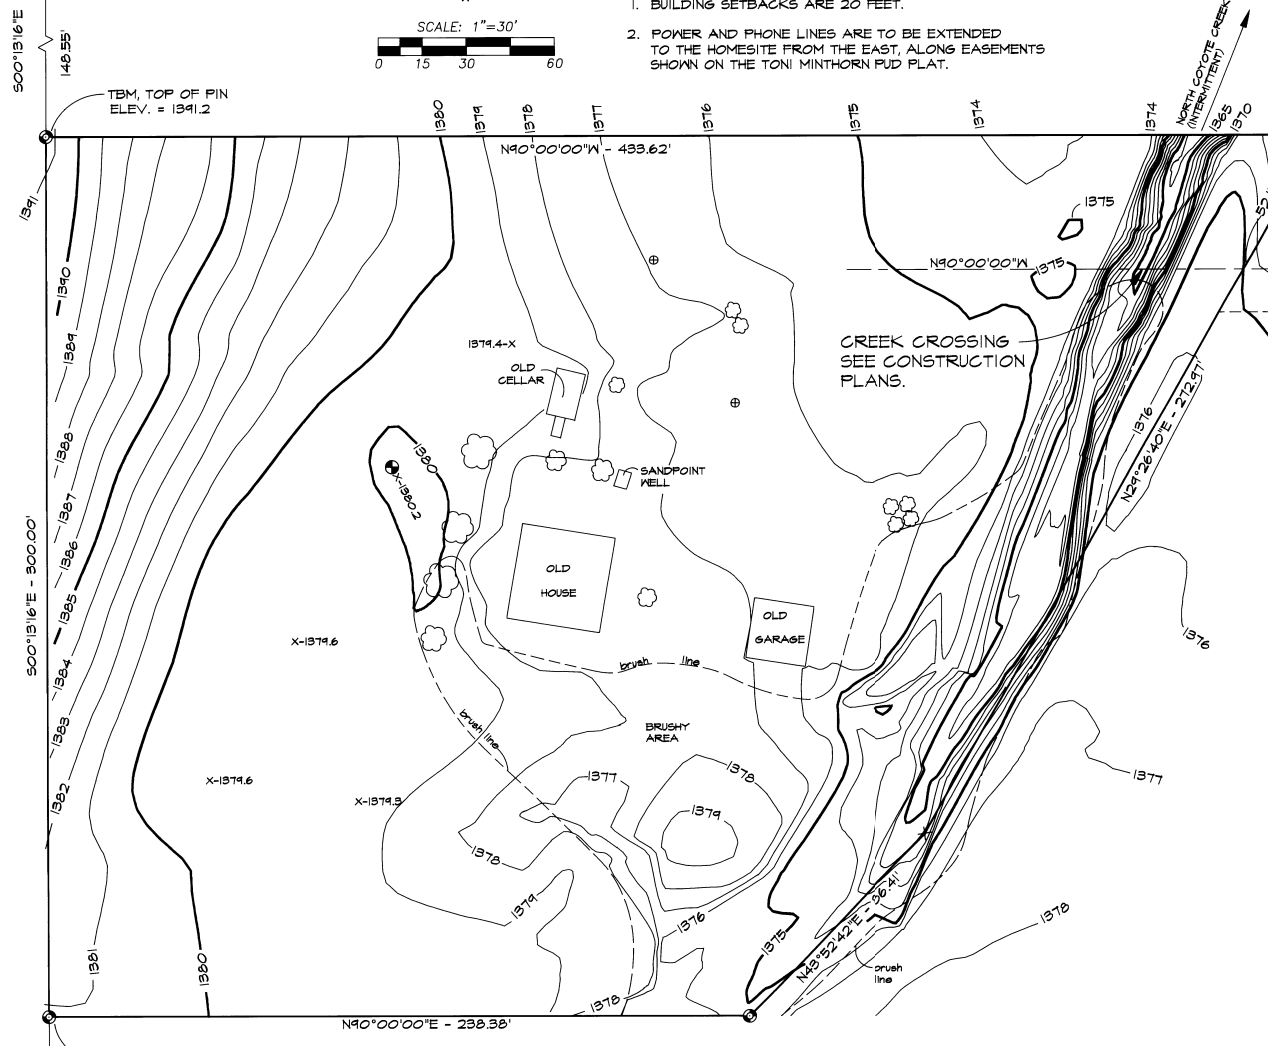 1. BUILDING SETBACKS ARE 20 FEET.
SCALE: 1"=30'
0 15 30 60
2. POWER AND PHONE LINES ARE TO BE EXTENDED
TO THE HOMESITE FROM THE EAST, ALONG EASEMENTS
SHOWN ON THE TONI MINTHORN PUD PLAT.
S00°13'16"E
148.55'
TBM, TOP OF PIN
ELEV. = 1391.2
1380
1379
1378
1377
1376
1375
1374
1374
NORTH COYOTE CREEK
(INTERMITTENT)
1365
1370
N90°00'00"W - 433.62'
1391
1390
1389
1388
1387
1386
1385
1384
1383
1382
1381
1380
S00°13'16"E - 300.00'
1375
N90°00'00"W
1375
52.
CREEK CROSSING
SEE CONSTRUCTION
PLANS.
1379.4-X
OLD
CELLAR
1380
X-1380.2
SANDPOINT
WELL
1376
N29°26'40"E - 272.97'
OLD
HOUSE
OLD
GARAGE
X-1379.6
brush line
1376
brush line
BRUSHY
AREA
X-1379.6
X-1379.3
1377
1378
1379
1377
1378
1379
1376
1375
N43°52'42"E - 86.41'
1378
brush
line
1378
N90°00'00"E - 238.38'